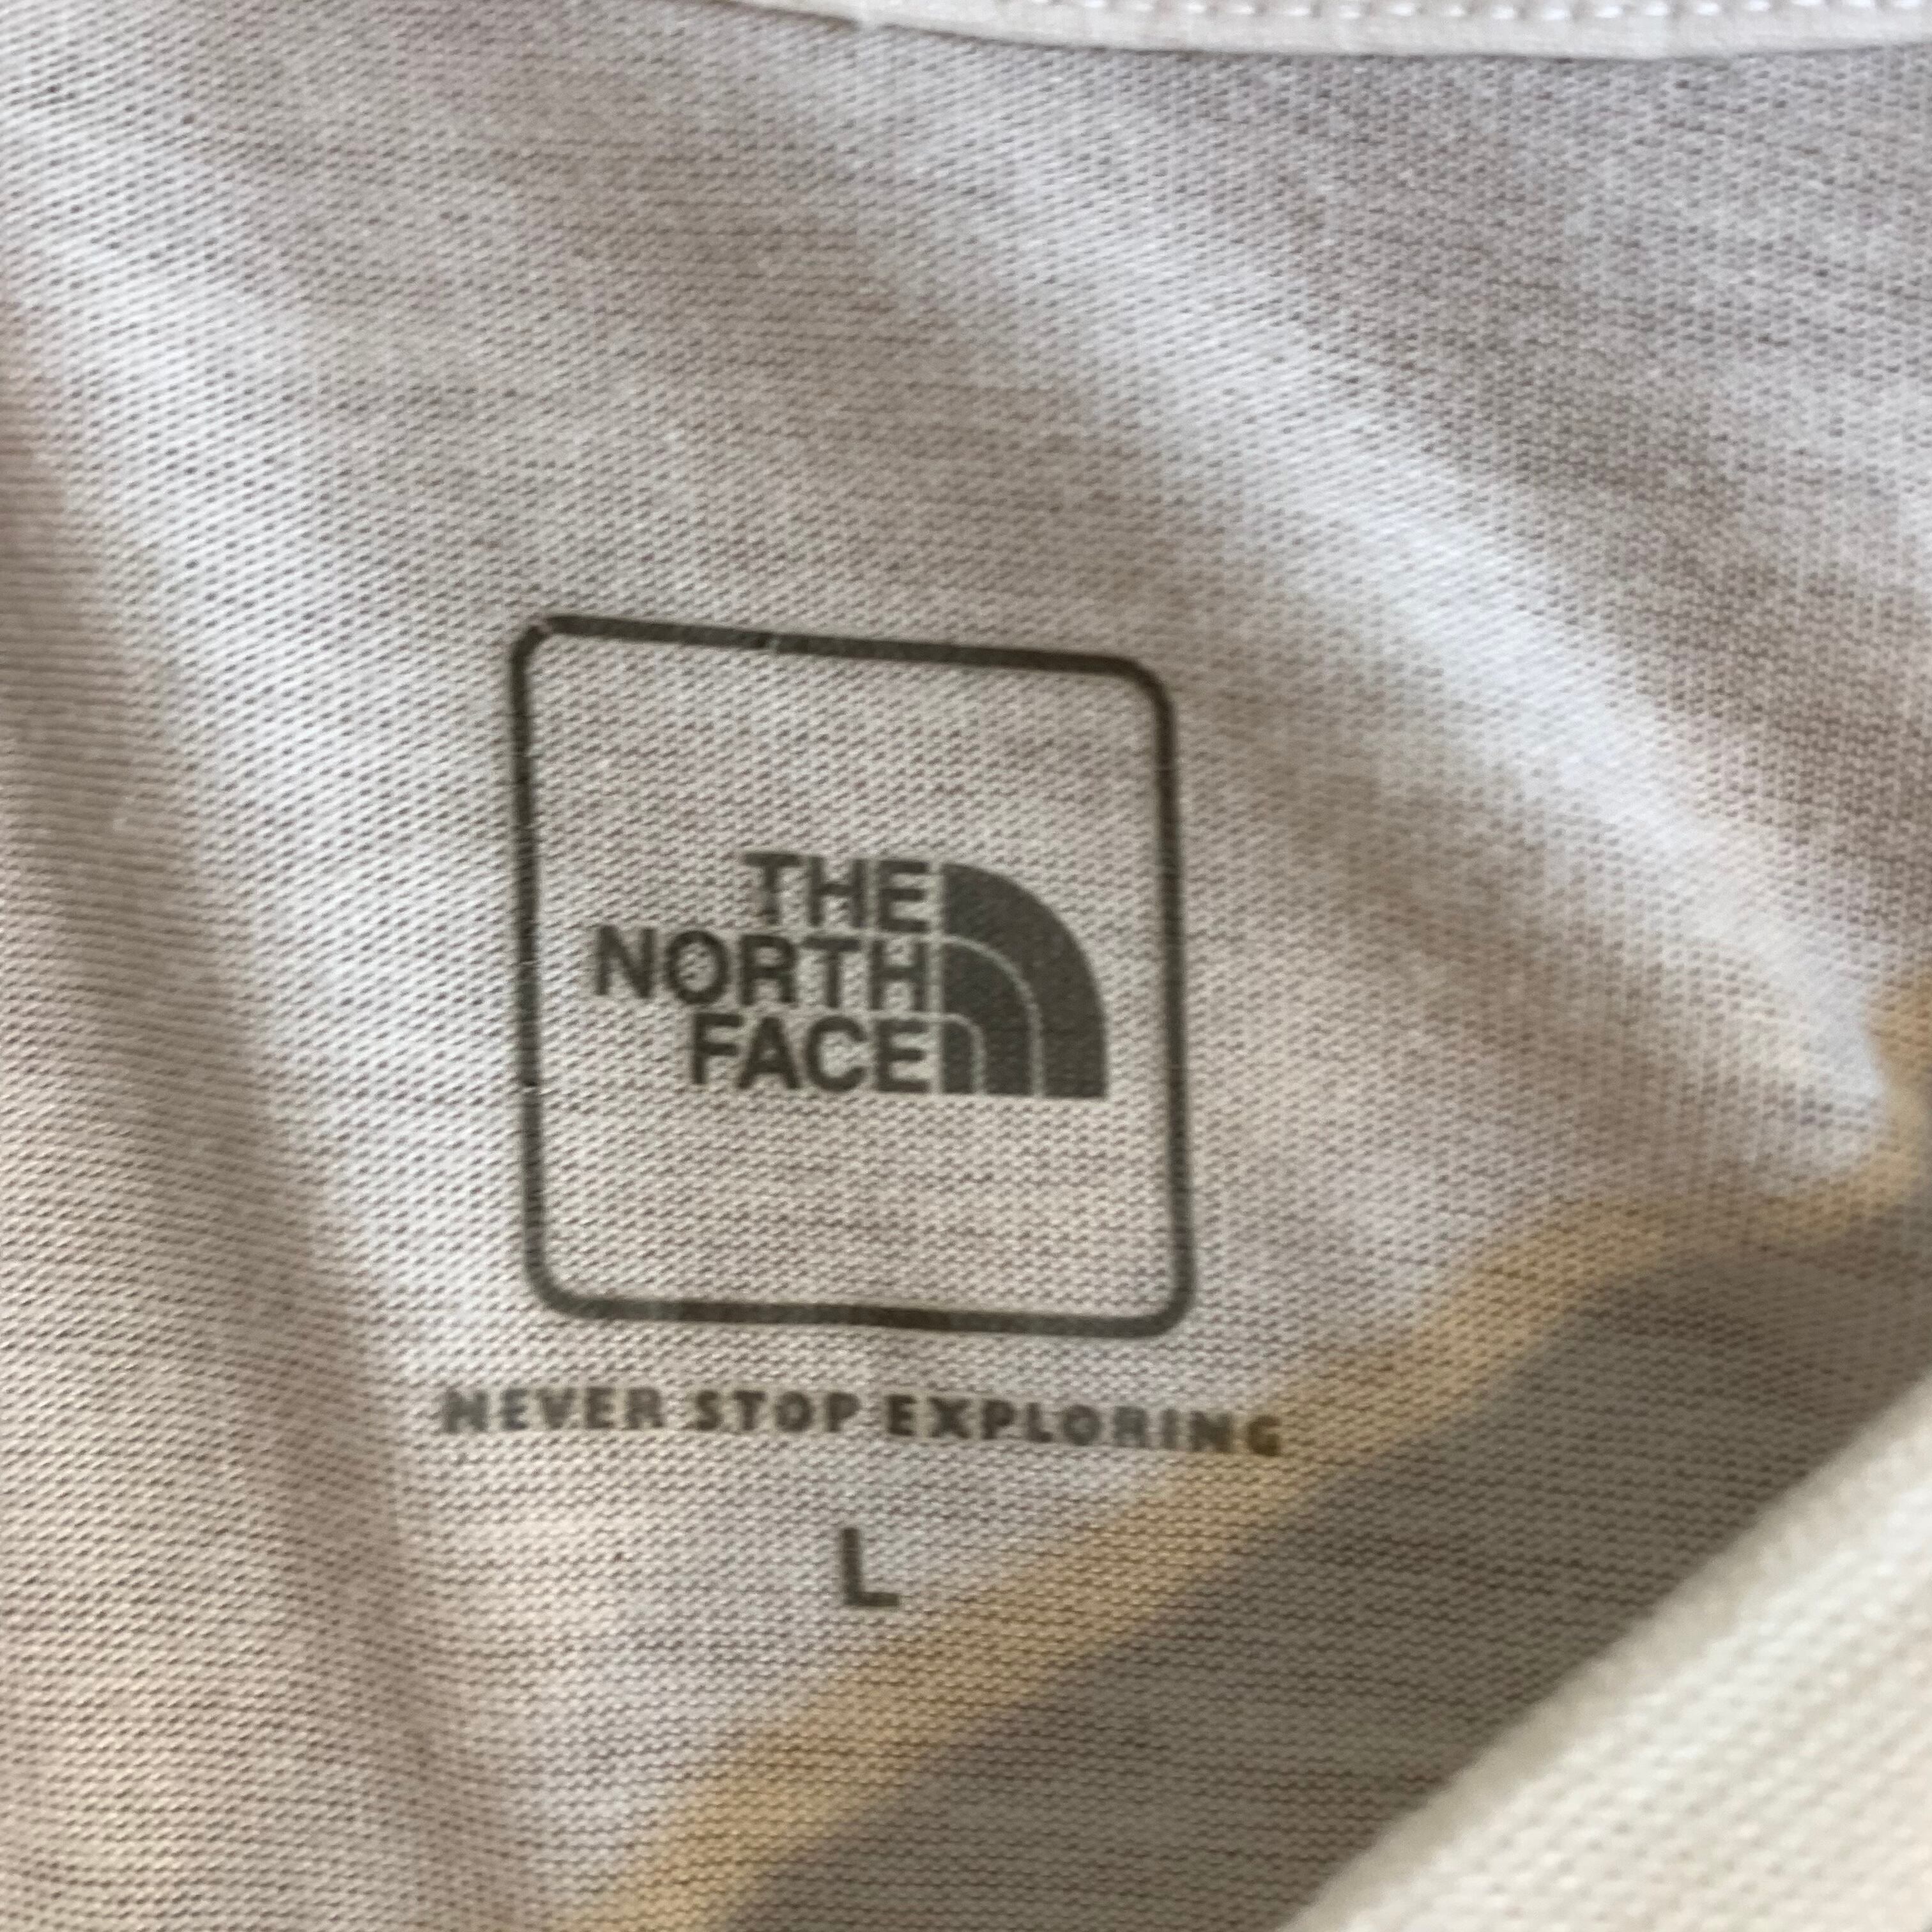 THE
NORTH
FACE
NEVER STOP EXPLORING
L